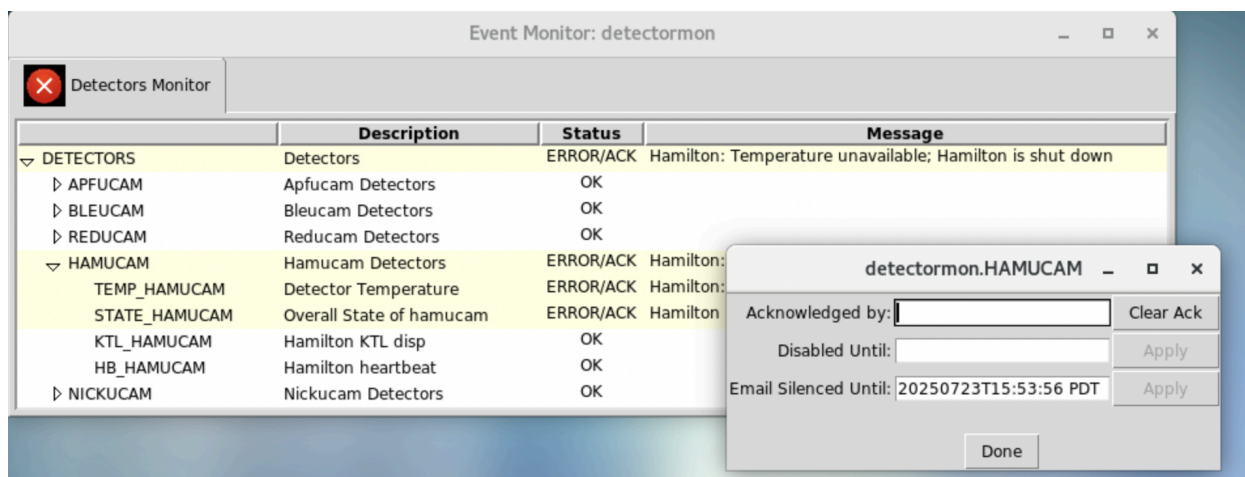 Event Monitor: detectormon
Detectors Monitor
Description Status Message
DETECTORS Detectors ERROR/ACK Hamilton: Temperature unavailable; Hamilton is shut down
APFUCAM Apfucam Detectors OK
BLEUCAM Bleucam Detectors OK
REDUCAM Reducam Detectors OK
HAMUCAM Hamucam Detectors ERROR/ACK Hamilton:
TEMP_HAMUCAM Detector Temperature ERROR/ACK Hamilton:
STATE_HAMUCAM Overall State of hamucam ERROR/ACK Hamilton
KTL_HAMUCAM Hamilton KTL disp OK
HB_HAMUCAM Hamilton heartbeat OK
NICKUCAM Nickucam Detectors OK
detectormon.HAMUCAM
Acknowledged by: Clear Ack
Disabled Until: Apply
Email Silenced Until: 20250723T15:53:56 PDT Apply
Done